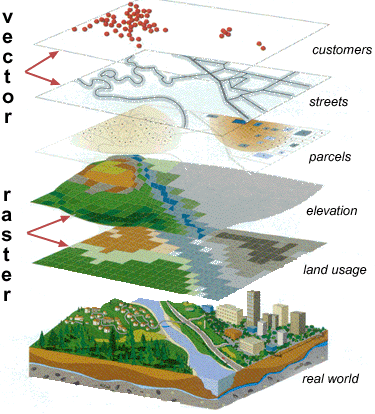 vector
customers
streets
parcels
raster
elevation
land usage
real world